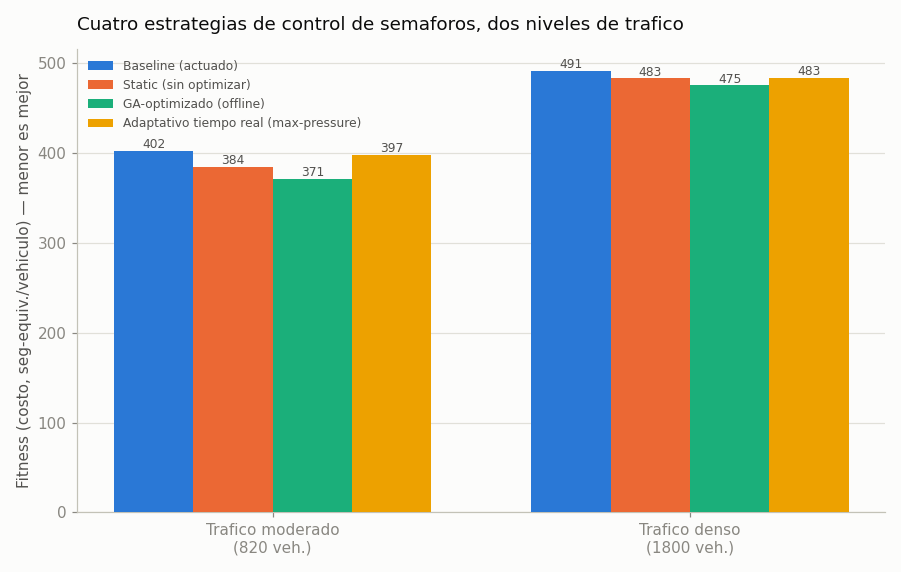 Cuatro estrategias de control de semaforos, dos niveles de trafico
Fitness (costo, seg-equiv./vehiculo) — menor es mejor
500
400
300
200
100
0
Baseline (actuado)
Static (sin optimizar)
GA-optimizado (offline)
Adaptativo tiempo real (max-pressure)
402
384
371
397
491
483
475
483
Trafico moderado
(820 veh.)
Trafico denso
(1800 veh.)